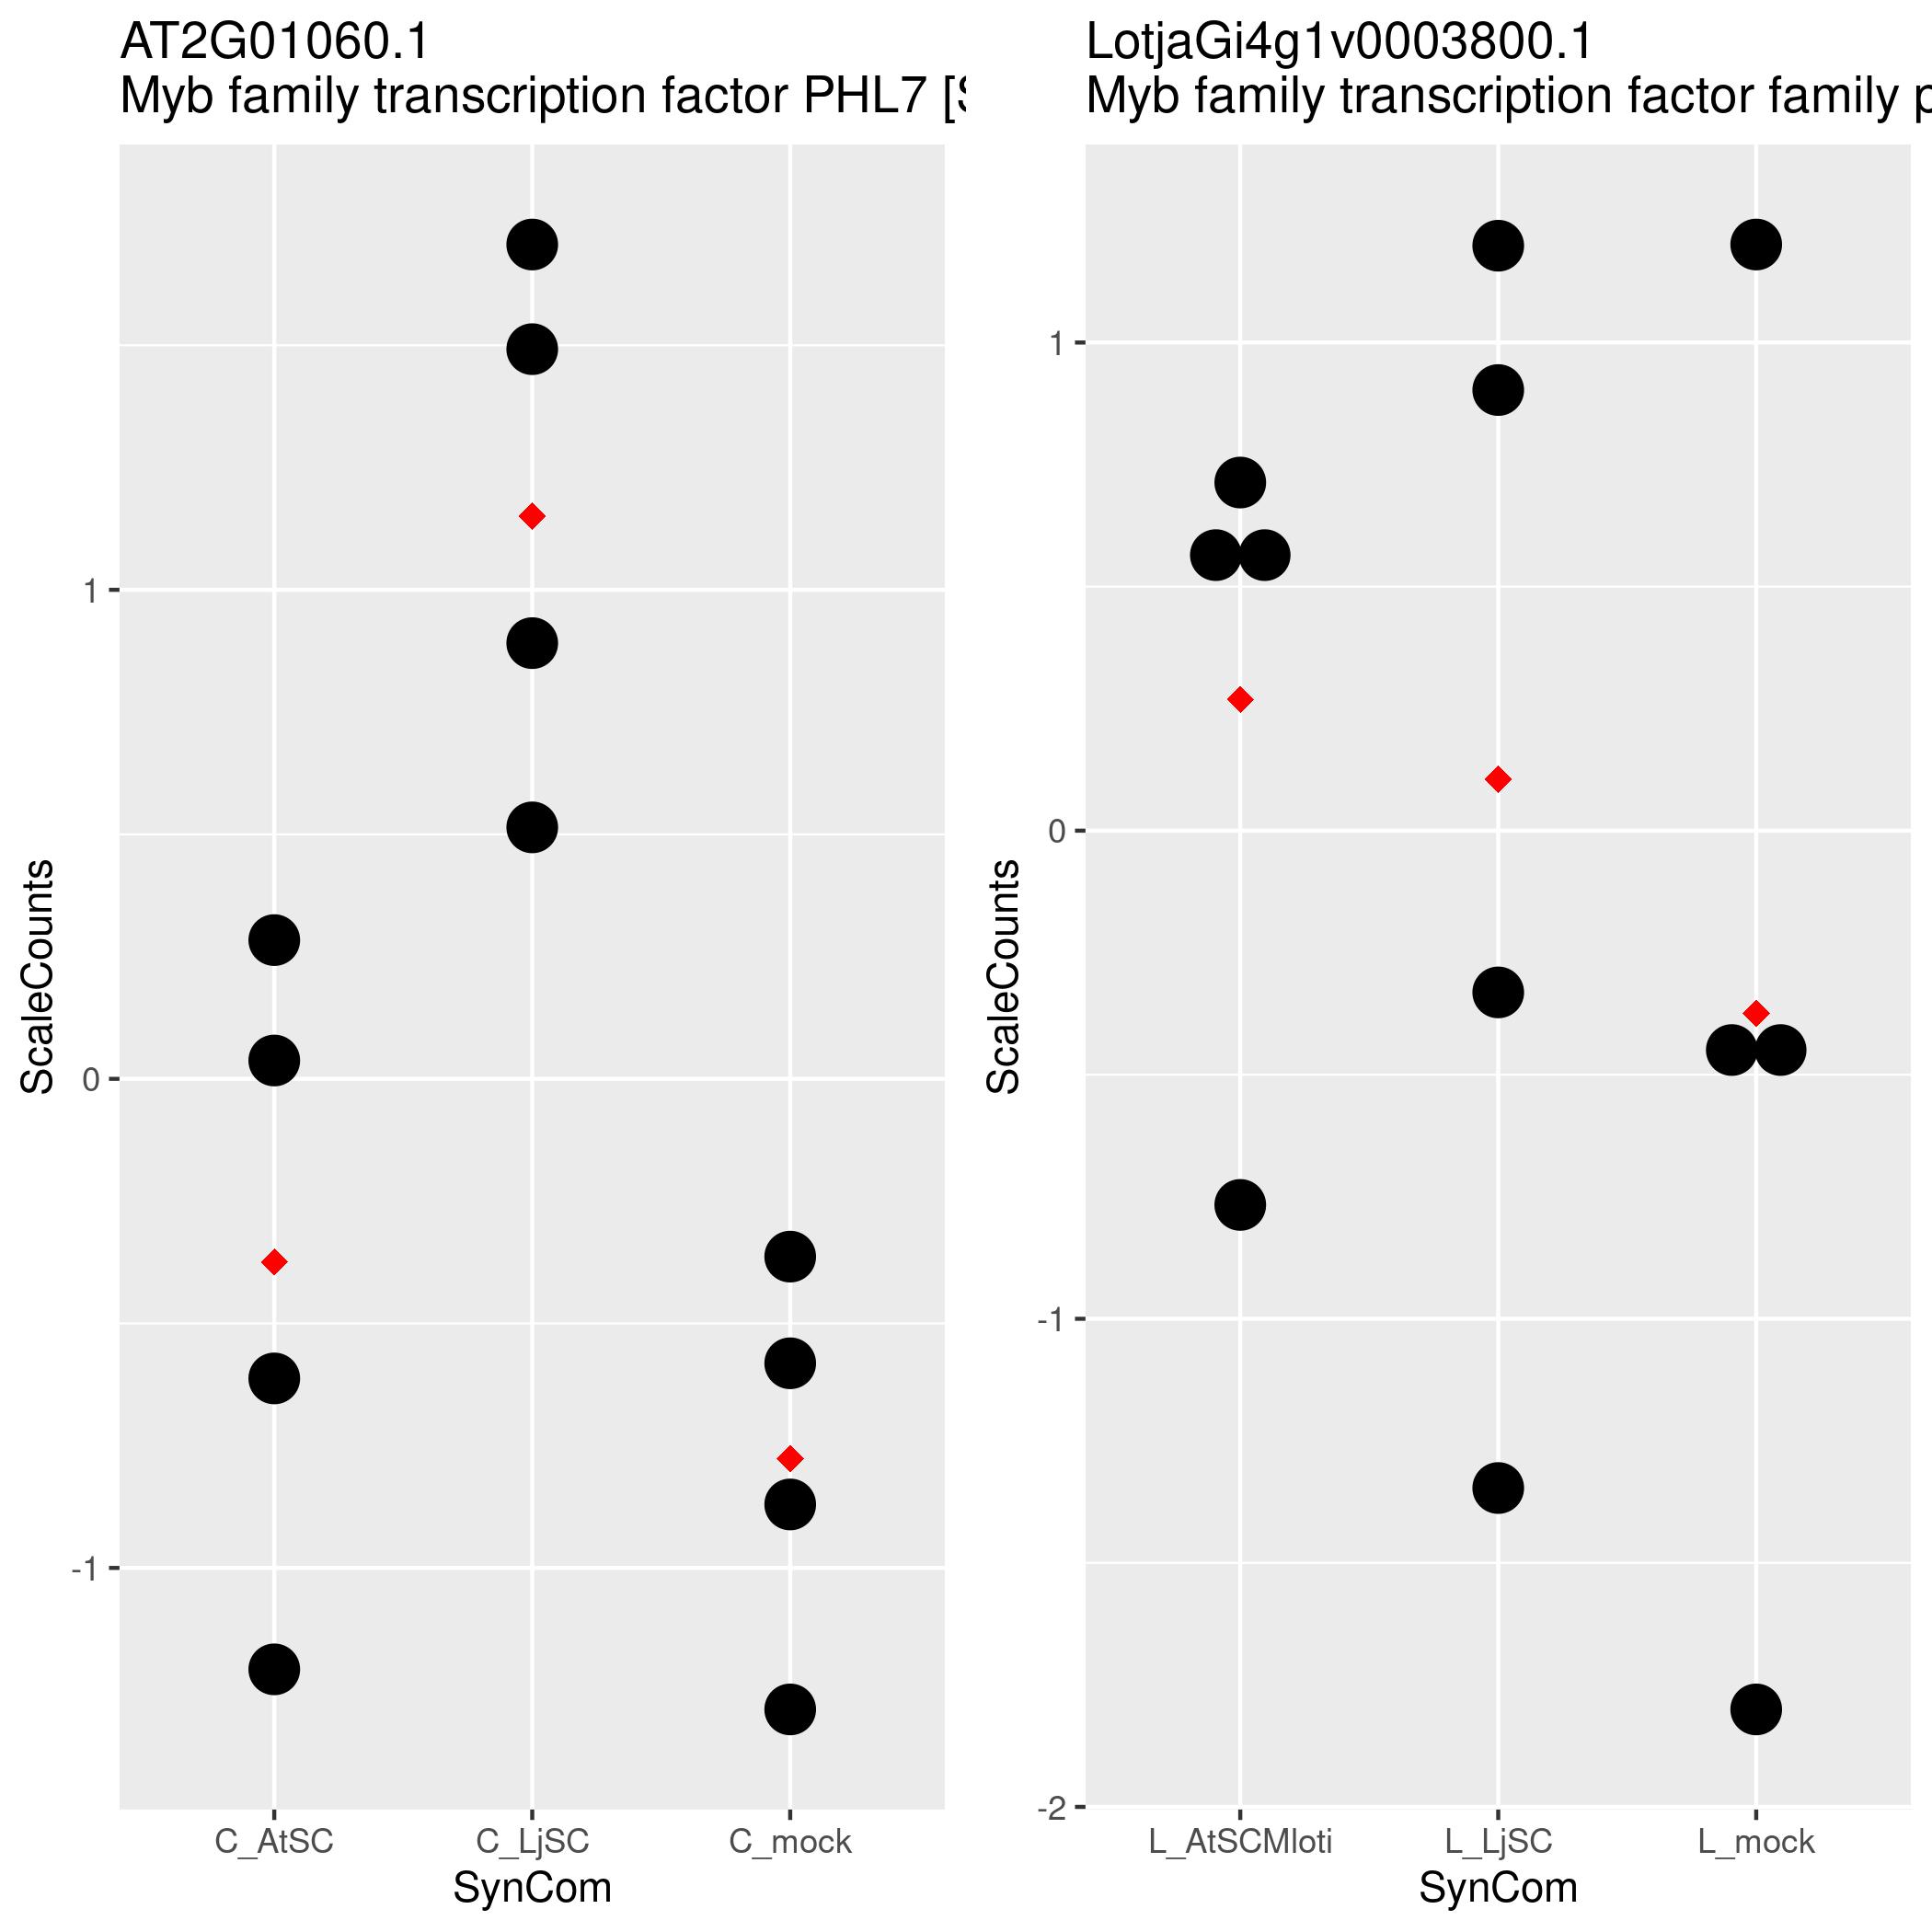 AT2G01060.1
Myb family transcription factor PHL7
ScaleCounts
1
0
-1
C_AtSC
C_LjSC
C_mock
SynCom
LotjaGi4g1v0003800.1
Myb family transcription factor family
ScaleCounts
1
0
-1
-2
L_AtSCMloti
L_LjSC
L_mock
SynCom